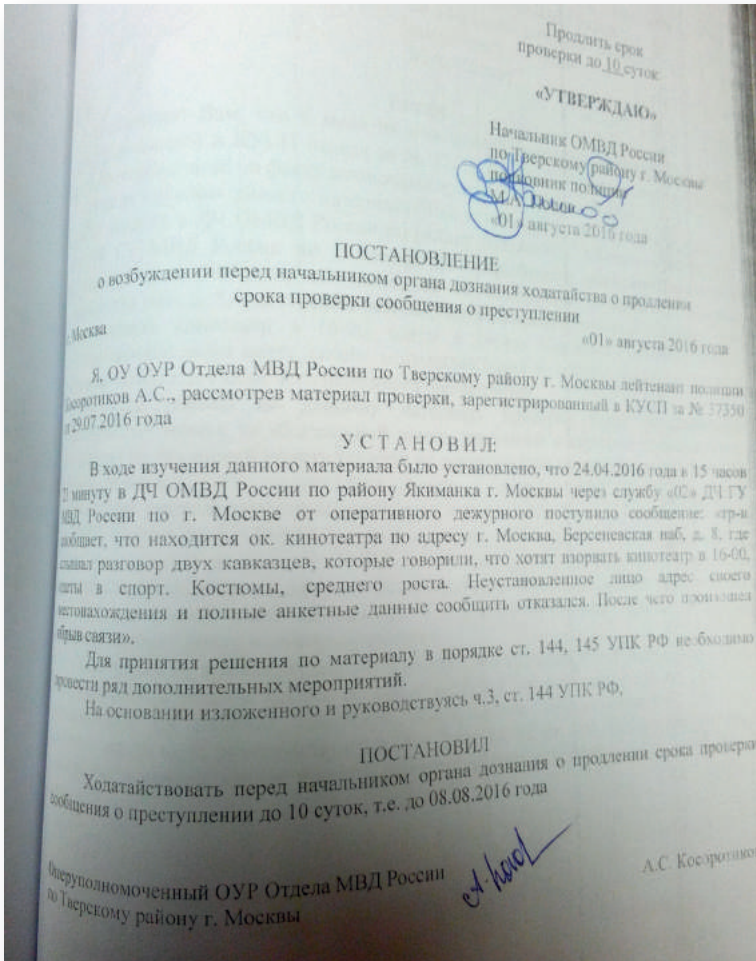 Продлить срок
проверки до 10 суток
«УТВЕРЖДАЮ»
Начальник ОМВД России
по Тверскому району г. Москвы
полковник полиции
М.А.
«01» августа 2016 года
ПОСТАНОВЛЕНИЕ
о возбуждении перед начальником органа дознания ходатайства о продлении
срока проверки сообщения о преступлении
г. Москва
«01» августа 2016 года
Я, ОУ ОУР Отдела МВД России по Тверскому району г. Москвы лейтенант полиции
Косоротиков А.С., рассмотрев материал проверки, зарегистрированный в КУСП за № 37350
29.07.2016 года
УСТАНОВИЛ:
В ходе изучения данного материала было установлено, что 24.04.2016 года в 15 часов
минуту в ДЧ ОМВД России по району Якиманка г. Москвы через службу «02» ДЧ ГУ
МВД России по г. Москве от оперативного дежурного поступило сообщение: «гр-н
сообщает, что находится ок. кинотеатра по адресу г. Москва, Берсеневская наб, д. 8, где
слышал разговор двух кавказцев, которые говорили, что хотят взорвать кинотеатр в 16-00,
одеты в спорт. Костюмы, среднего роста. Неустановленное лицо адрес своего
местонахождения и полные анкетные данные сообщить отказался. После чего произошел
обрыв связи».
Для принятия решения по материалу в порядке ст. 144, 145 УПК РФ необходимо
провести ряд дополнительных мероприятий.
На основании изложенного и руководствуясь ч.3, ст. 144 УПК РФ,
ПОСТАНОВИЛ
Ходатайствовать перед начальником органа дознания о продлении срока проверки
сообщения о преступлении до 10 суток, т.е. до 08.08.2016 года
Оперуполномоченный ОУР Отдела МВД России
по Тверскому району г. Москвы
А.С. Косоротиков